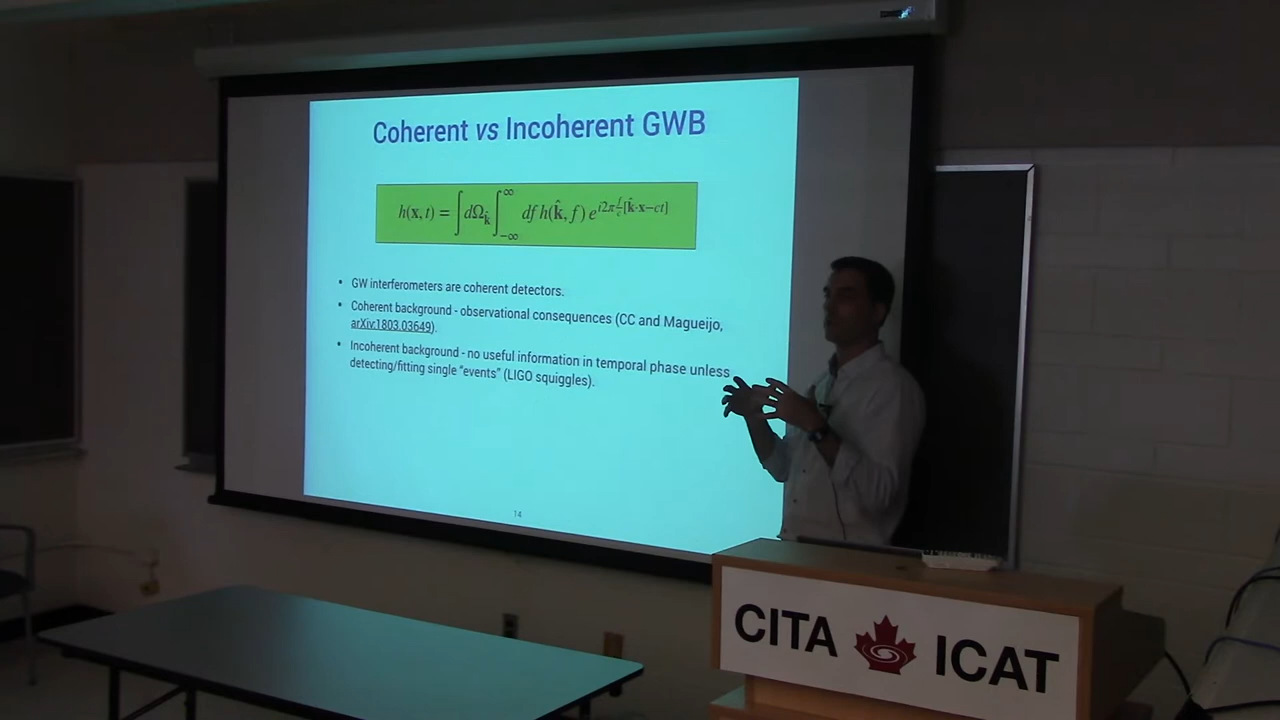 Coherent vs Incoherent GWB
h(x, t) = ∫ dΩ_k̂ ∫_{-∞}^{∞} df h(k̂, f) e^{i2π f/c [k̂·x−ct]}
• GW interferometers are coherent detectors.
• Coherent background - observational consequences (CC and Magueijo,
arXiv:1803.03649).
• Incoherent background - no useful information in temporal phase unless
detecting/fitting single “events” (LIGO squiggles).
14
CITA ICAT